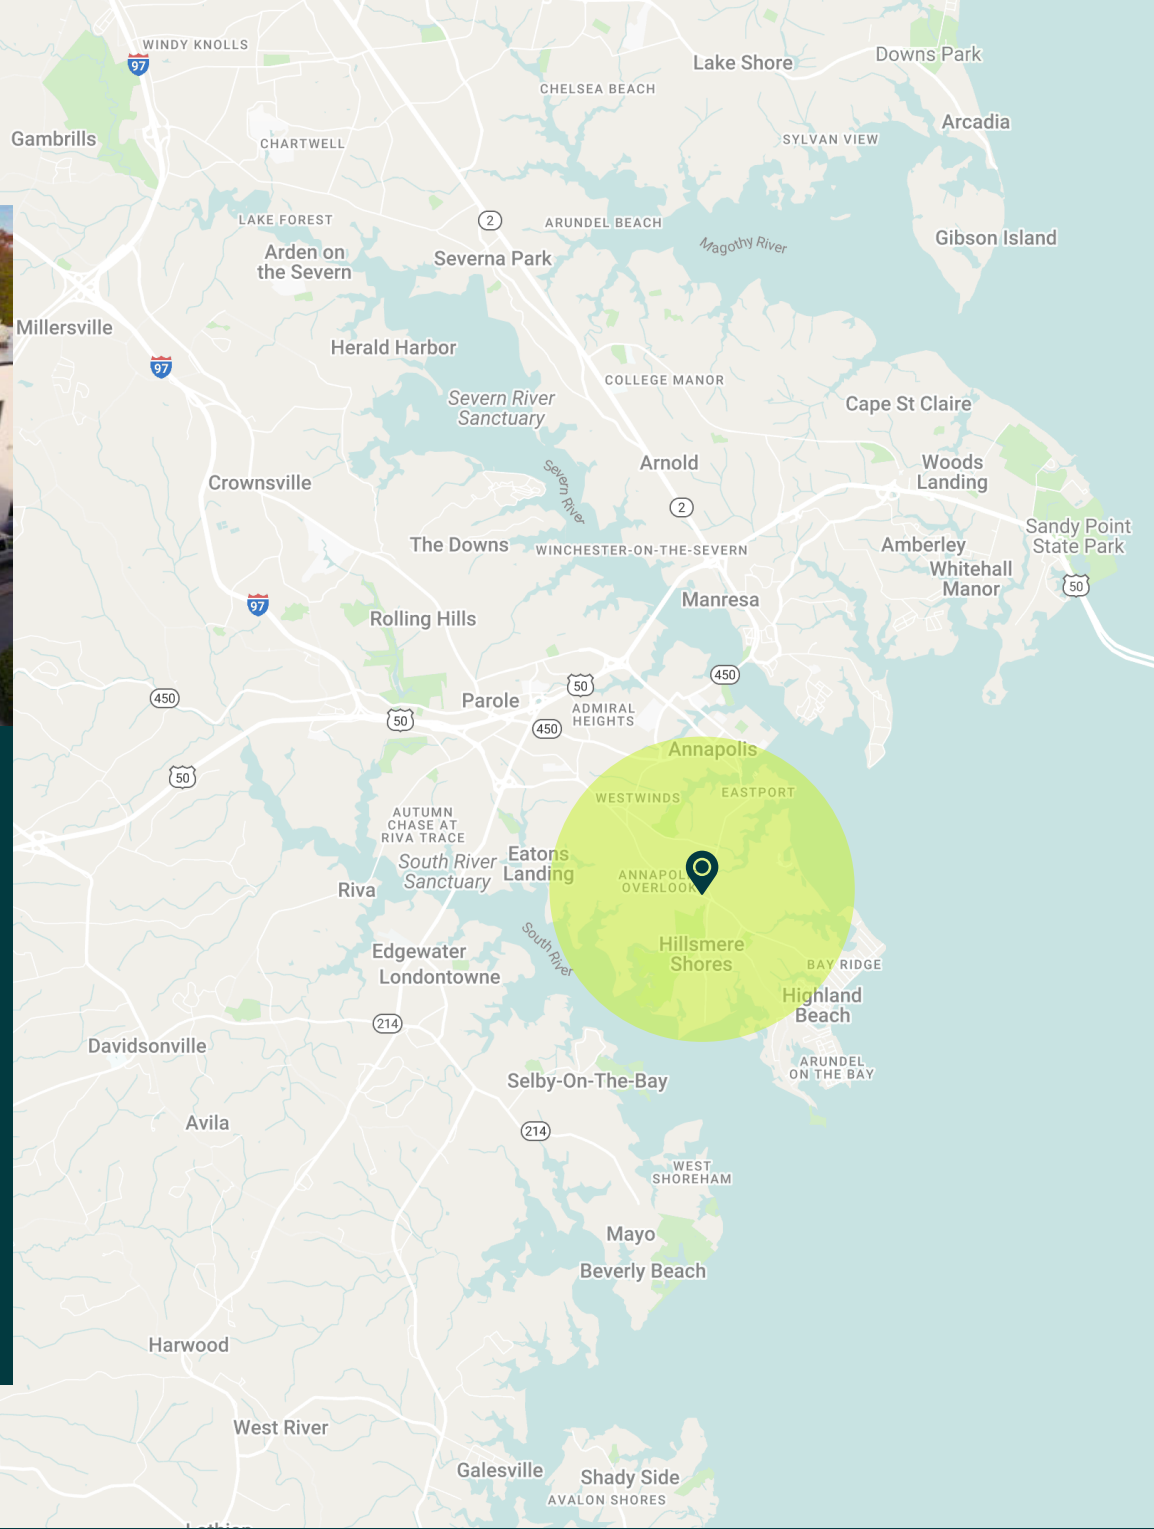 WINDY KNOLLS
97
Lake Shore
Downs Park
CHELSEA BEACH
Gambrills
CHARTWELL
SYLVAN VIEW
Arcadia
LAKE FOREST
2
ARUNDEL BEACH
Magothy River
Gibson Island
Arden on
the Severn
Severna Park
Millersville
Herald Harbor
97
COLLEGE MANOR
Severn River
Sanctuary
Cape St Claire
Arnold
Woods
Landing
Crownsville
Severn River
2
Sandy Point
State Park
The Downs
WINCHESTER-ON-THE-SEVERN
Amberley
Whitehall
Manor
50
97
Rolling Hills
Manresa
450
450
Parole
50
50
ADMIRAL
HEIGHTS
450
Annapolis
50
WESTWINDS
EASTPORT
AUTUMN
CHASE AT
RIVA TRACE
South River
Sanctuary
Eatons
Landing
ANNAPOL
OVERLOOK
Riva
South River
Hillsmere
Shores
Edgewater
Londontowne
BAY RIDGE
Highland
Beach
214
Davidsonville
ARUNDEL
ON THE BAY
Selby-On-The-Bay
Avila
214
WEST
SHOREHAM
Mayo
Beverly Beach
Harwood
West River
Galesville
Shady Side
AVALON SHORES